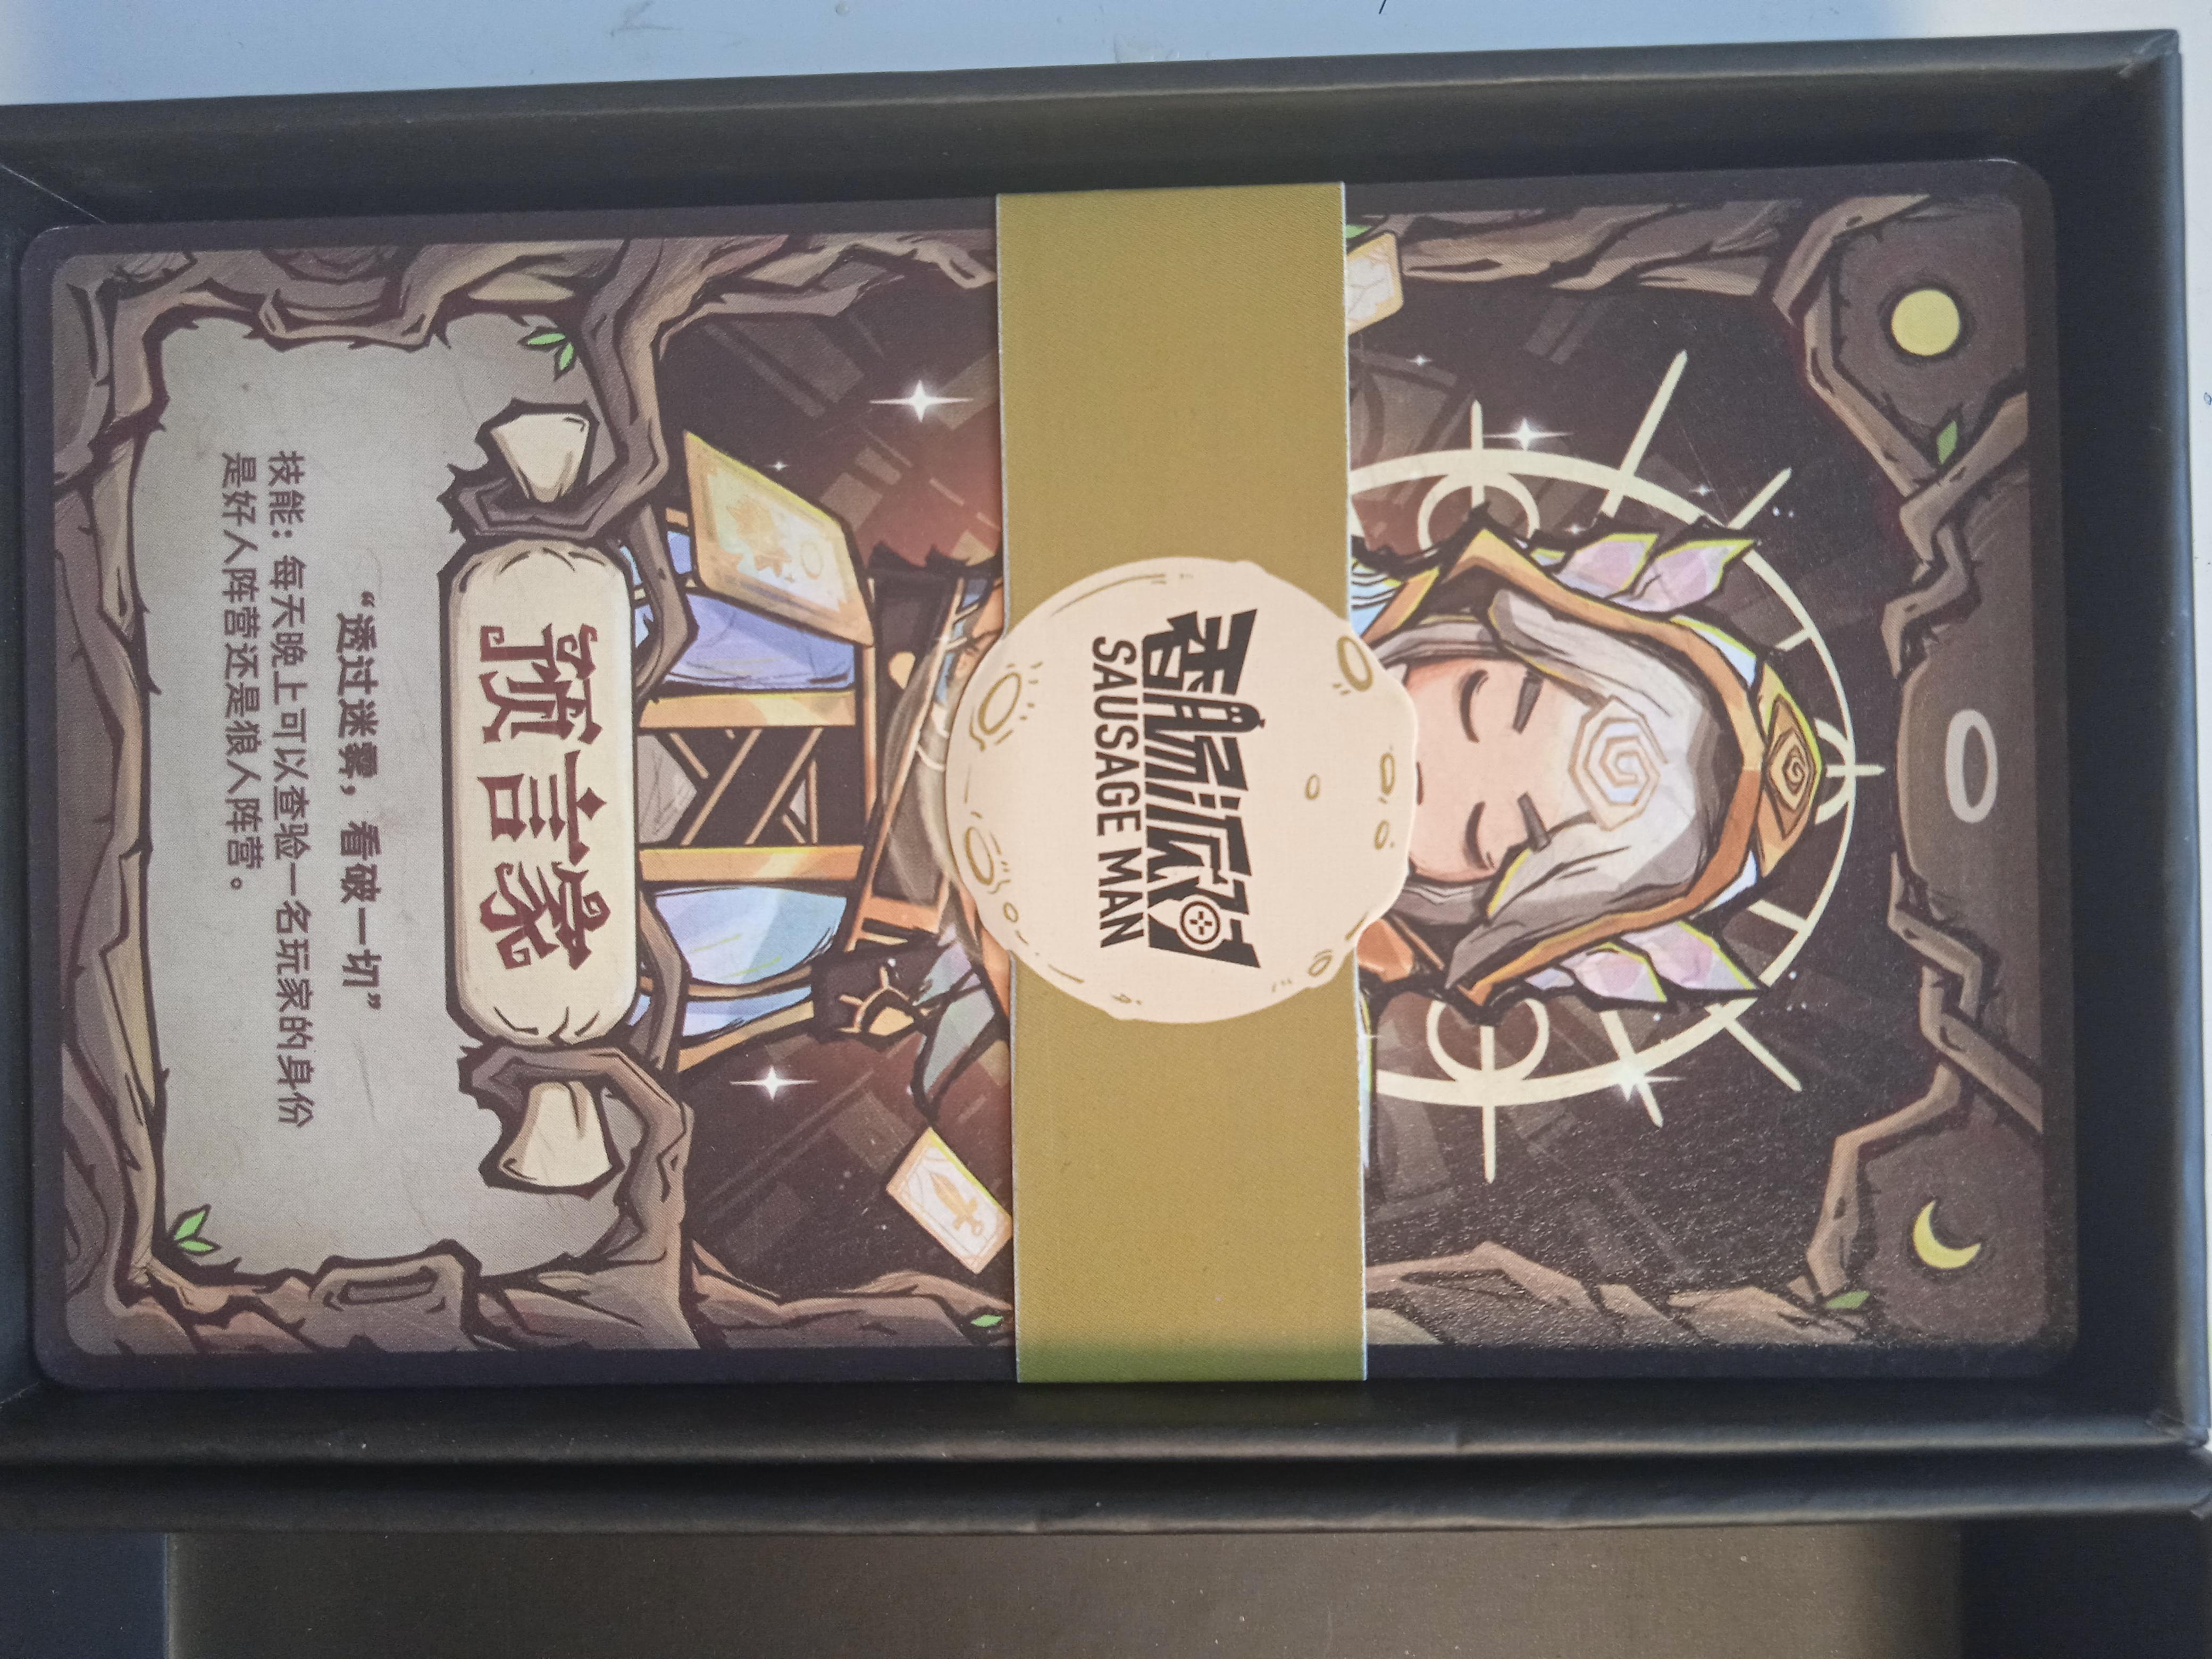 0
香肠派对
SAUSAGE MAN
预言家
“透过迷雾，看破一切”
技能：每天晚上可以查验一名玩家的身份
是好人阵营还是狼人阵营。